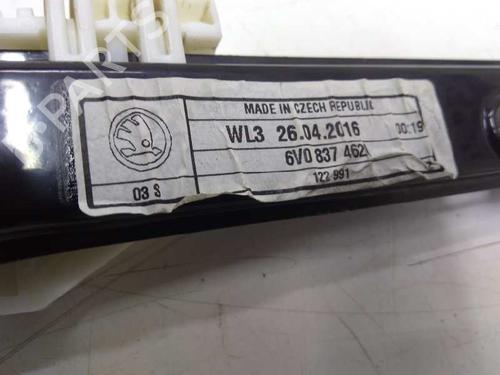 MADE IN CZECH REPUBLIC
WL3 26.04.2016 00:19
6V0 837 462
03 S 122 991